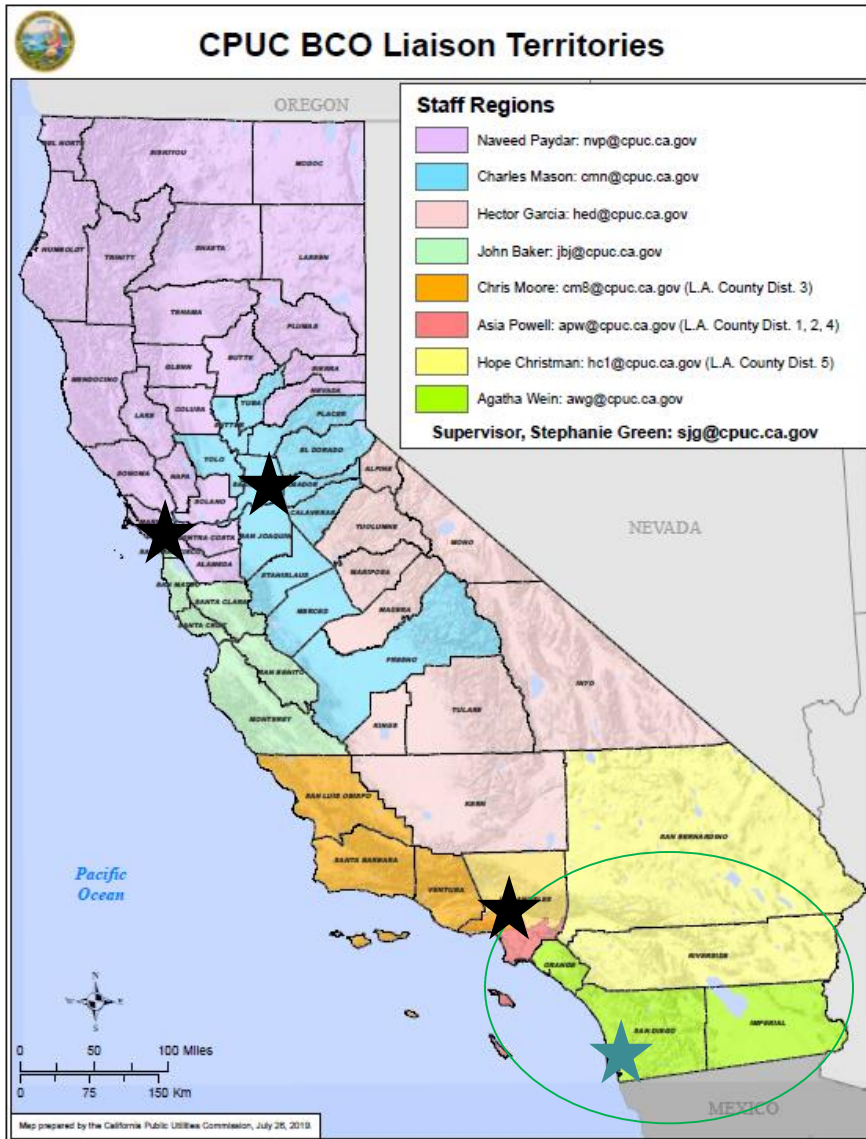 CPUC BCO Liaison Territories
OREGON
Staff Regions
Naveed Paydar: nvp@cpuc.ca.gov
Charles Mason: cmn@cpuc.ca.gov
Hector Garcia: hed@cpuc.ca.gov
John Baker: jbj@cpuc.ca.gov
Chris Moore: cm8@cpuc.ca.gov (L.A. County Dist. 3)
Asia Powell: apw@cpuc.ca.gov (L.A. County Dist. 1, 2, 4)
Hope Christman: hc1@cpuc.ca.gov (L.A. County Dist. 5)
Agatha Wein: awg@cpuc.ca.gov
Supervisor, Stephanie Green: sjg@cpuc.ca.gov
SISKIYOU
MODOC
HUMBOLDT
TRINITY
SHASTA
LASSEN
TEHAMA
PLUMAS
MENDOCINO
GLENN
BUTTE
SIERRA
NEVADA
LAKE
COLUSA
YUBA
PLACER
SUTTER
YOLO
EL DORADO
SONOMA
NAPA
ALPINE
SOLANO
CALAVERAS
TUOLUMNE
SAN JOAQUIN
MONO
NEVADA
ALAMEDA
SAN MATEO
STANISLAUS
MARIPOSA
SANTA CLARA
MERCED
MADERA
SANTA CRUZ
FRESNO
SAN BENITO
INYO
MONTEREY
KINGS
TULARE
SAN LUIS OBISPO
KERN
SAN BERNARDINO
SANTA BARBARA
VENTURA
Pacific
Ocean
ORANGE
RIVERSIDE
N
W E
S
SAN DIEGO
IMPERIAL
0 50 100 Miles
0 75 150 Km
MEXICO
Map prepared by the California Public Utilities Commission, July 26, 2019.